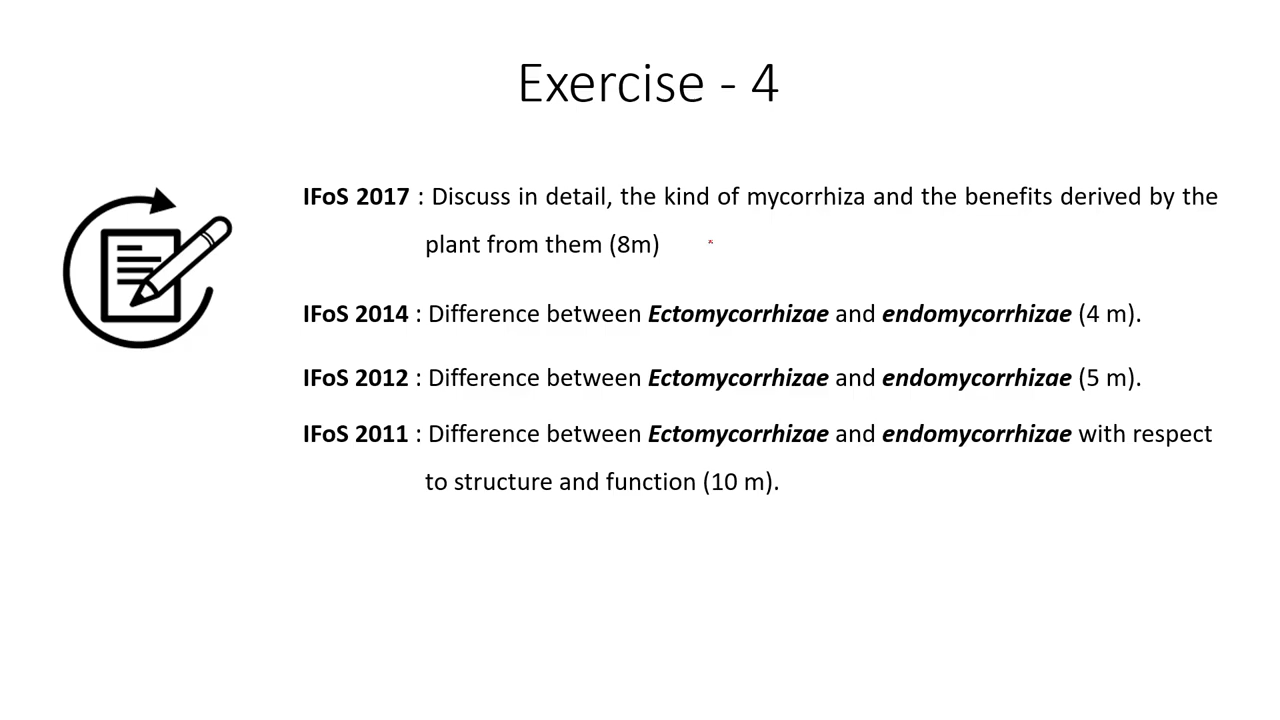 Exercise - 4
IFoS 2017 : Discuss in detail, the kind of mycorrhiza and the benefits derived by the
plant from them (8m)
IFoS 2014 : Difference between Ectomycorrhizae and endomycorrhizae (4 m).
IFoS 2012 : Difference between Ectomycorrhizae and endomycorrhizae (5 m).
IFoS 2011 : Difference between Ectomycorrhizae and endomycorrhizae with respect
to structure and function (10 m).